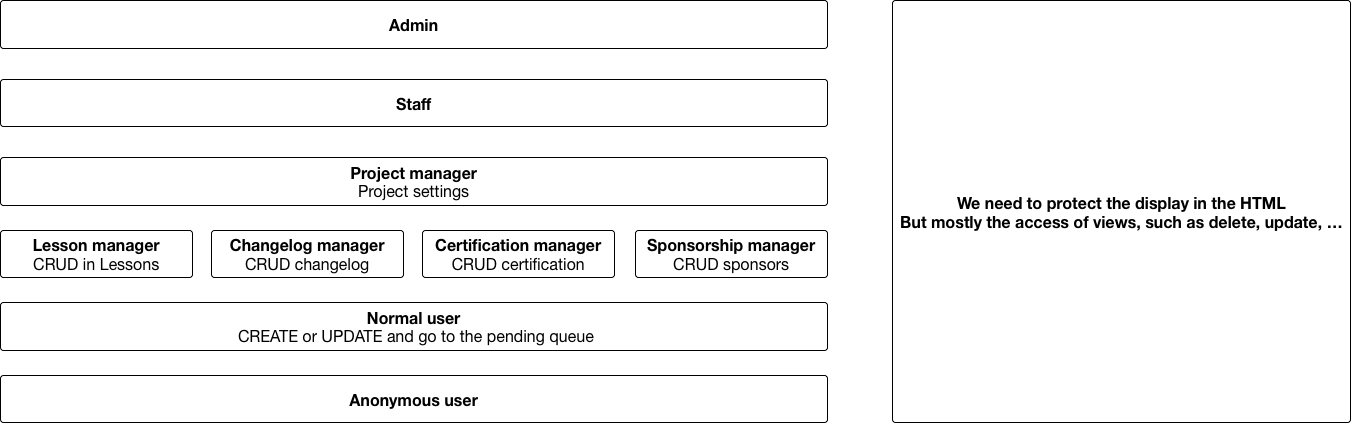 Admin
Staff
Project manager
Project settings
Lesson manager
CRUD in Lessons
Changelog manager
CRUD changelog
Certification manager
CRUD certification
Sponsorship manager
CRUD sponsors
Normal user
CREATE or UPDATE and go to the pending queue
Anonymous user
We need to protect the display in the HTML
But mostly the access of views, such as delete, update, …